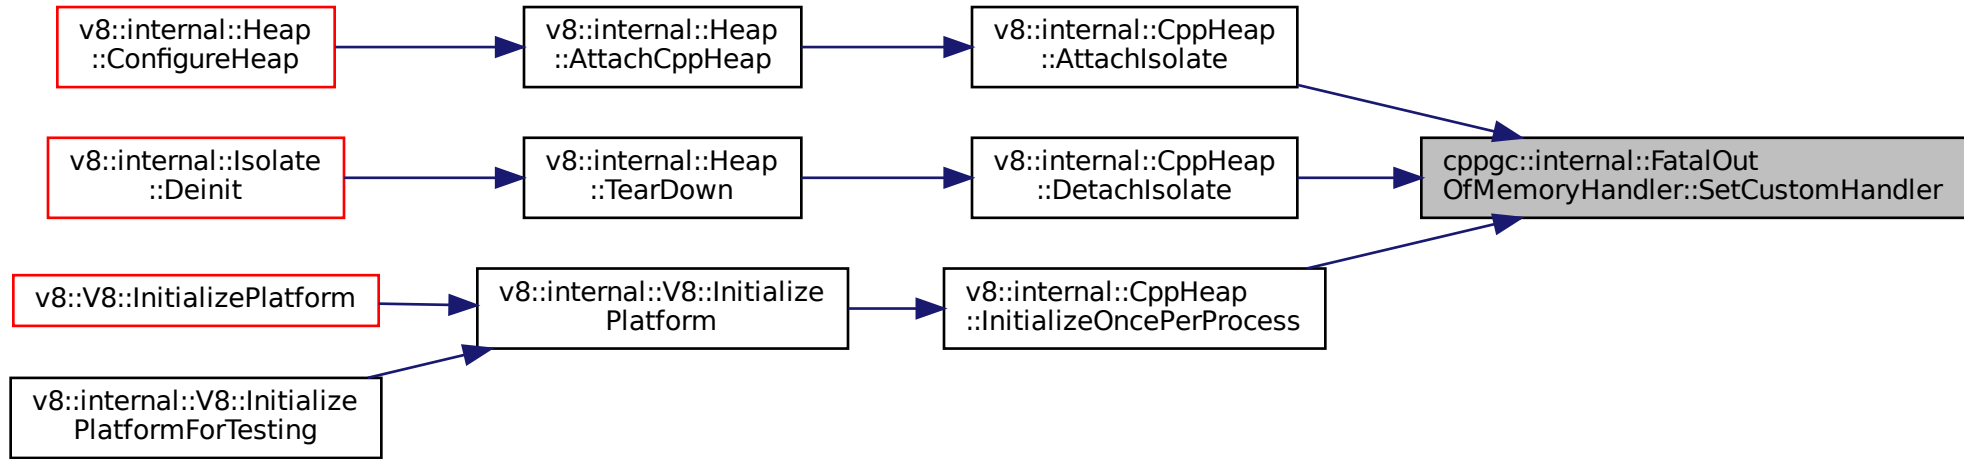 v8::internal::Heap
::ConfigureHeap
v8::internal::Heap
::AttachCppHeap
v8::internal::CppHeap
::AttachIsolate
v8::internal::Isolate
::Deinit
v8::internal::Heap
::TearDown
v8::internal::CppHeap
::DetachIsolate
cppgc::internal::FatalOut
OfMemoryHandler::SetCustomHandler
v8::V8::InitializePlatform
v8::internal::V8::Initialize
Platform
v8::internal::CppHeap
::InitializeOncePerProcess
v8::internal::V8::Initialize
PlatformForTesting